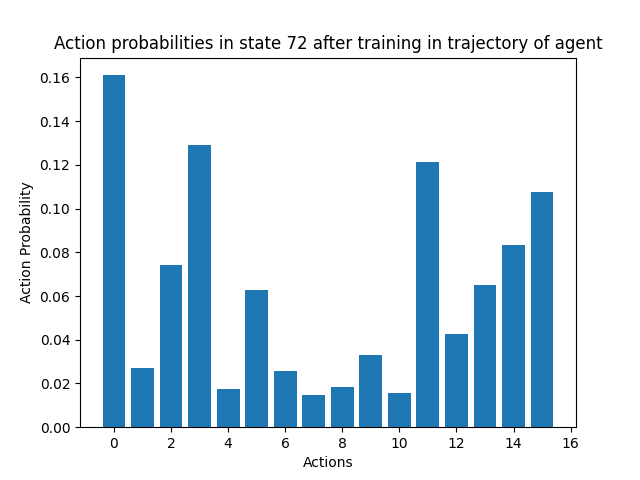 Action probabilities in state 72 after training in trajectory of agent
0.16
0.14
0.12
0.10
0.08
0.06
0.04
0.02
0.00
Action Probability
0 2 4 6 8 10 12 14 16
Actions